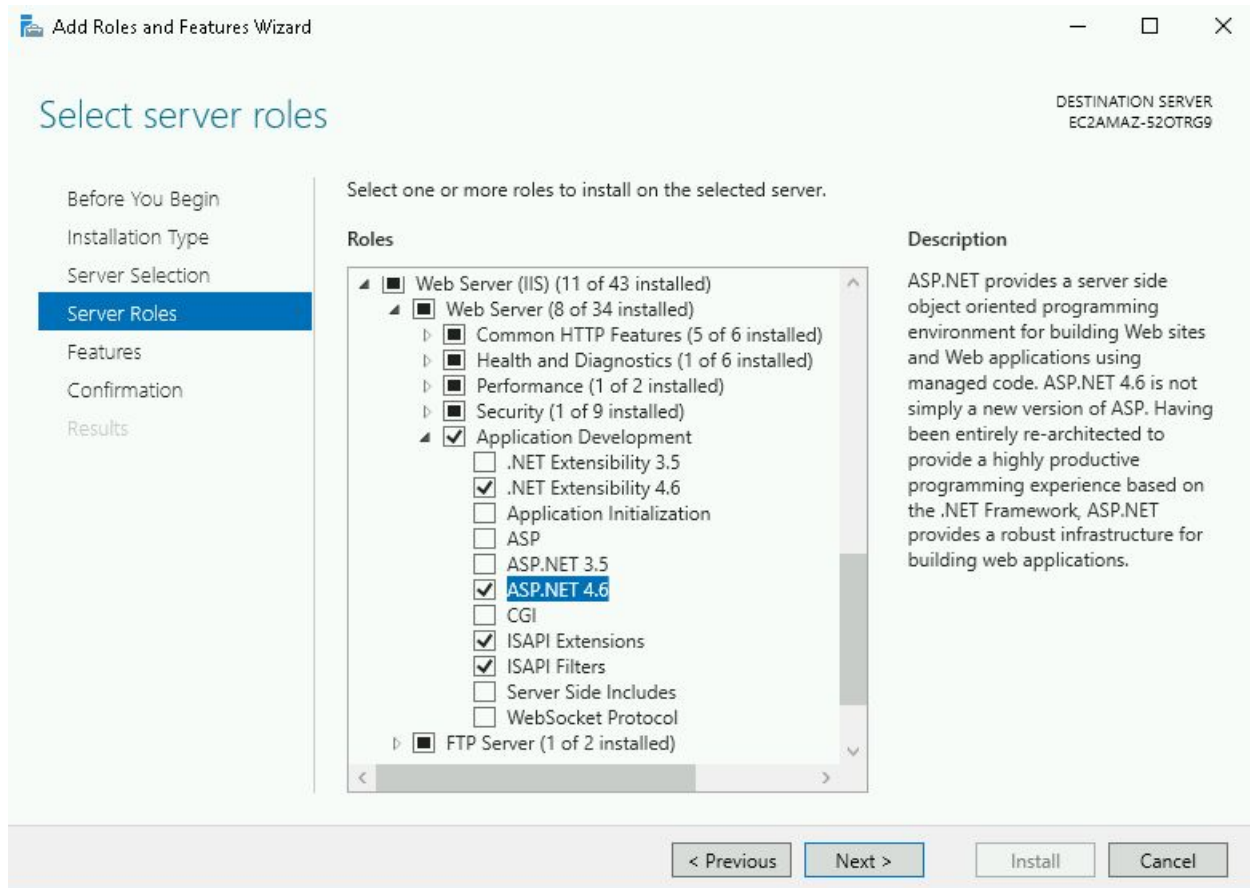 Add Roles and Features Wizard
Select server roles
DESTINATION SERVER
EC2AMAZ-52OTRG9
Before You Begin
Installation Type
Server Selection
Server Roles
Features
Confirmation
Results
Select one or more roles to install on the selected server.
Roles
Web Server (IIS) (11 of 43 installed)
Web Server (8 of 34 installed)
Common HTTP Features (5 of 6 installed)
Health and Diagnostics (1 of 6 installed)
Performance (1 of 2 installed)
Security (1 of 9 installed)
Application Development
.NET Extensibility 3.5
.NET Extensibility 4.6
Application Initialization
ASP
ASP.NET 3.5
ASP.NET 4.6
CGI
ISAPI Extensions
ISAPI Filters
Server Side Includes
WebSocket Protocol
FTP Server (1 of 2 installed)
Description
ASP.NET provides a server side
object oriented programming
environment for building Web sites
and Web applications using
managed code. ASP.NET 4.6 is not
simply a new version of ASP. Having
been entirely re-architected to
provide a highly productive
programming experience based on
the .NET Framework, ASP.NET
provides a robust infrastructure for
building web applications.
< Previous
Next >
Install
Cancel